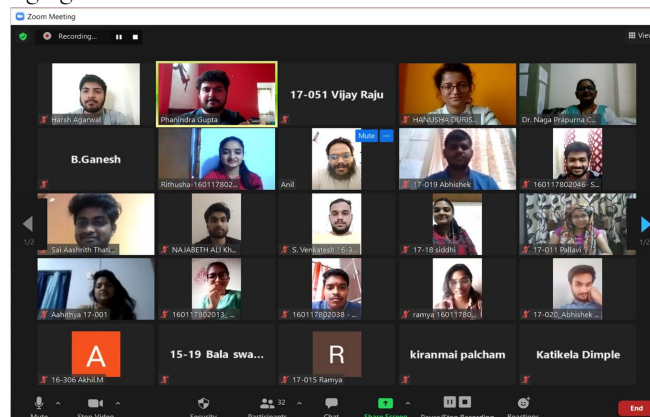 Zoom Meeting
Recording...
View
Harsh Agarwal
Phanindra Gupta
17-051 Vijay Raju
HANUSHA DURIS...
Dr. Naga Prapurna C...
B.Ganesh
Rithusha-160117802...
Anil
Mute ...
17-019 Abhishek
160117802046- S...
1/2
Sai Aashrith Thati...
NAJABETH ALI Kh...
S. Venkatesh 16-3...
17-18 siddhi
17-011 Pallavi
1/2
Aahithya 17-001
160117802013_...
160117802038 - ...
ramya 16011780...
17-020_Abhishek ...
A
16-306 Akhil.M
15-19 Bala swa...
R
17-015 Ramya
kiranmai palcham
Katikela Dimple
Mute
Stop Video
Security
Participants
32
Chat
Share Screen
Pause/Stop Recording
Reactions
End